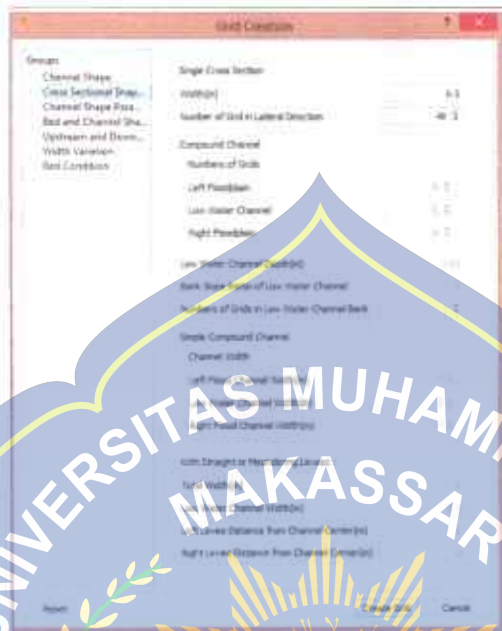 Grid Creation
Groups
Channel Shape
Cross Sectional Shap...
Channel Shape Para...
Bed and Channel Sha...
Upstream and Down...
Width Variation
Bed Condition
Single Cross Section
Width[m]
Number of Grid in Lateral Direction
Compound Channel
Numbers of Grids
Left Floodplain
Low Water Channel
Right Floodplain
Low Water Channel Depth[m]
Bank Slope Ratio of Low Water Channel
Numbers of Grids in Low Water Channel Bank
Simple Compound Channel
Channel Width
Left Flood Channel Width[m]
Low Water Channel Width[m]
Right Flood Channel Width[m]
With Straight or Meandering Levees
Total Width[m]
Low Water Channel Width[m]
Left Levee Distance from Channel Center[m]
Right Levee Distance from Channel Center[m]
Reset
Create Grid
Cancel
UNIVERSITAS MUHAM
MAKASSAR